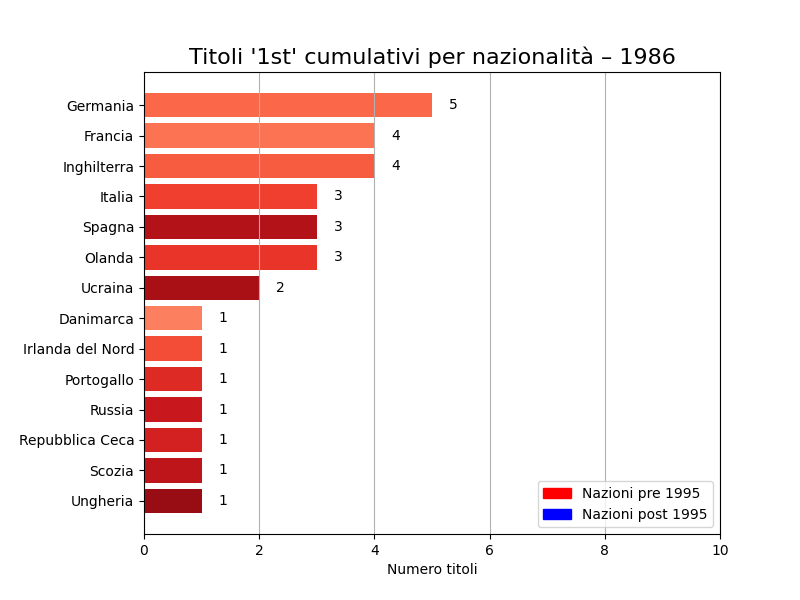 Titoli '1st' cumulativi per nazionalità – 1986
Germania 5
Francia 4
Inghilterra 4
Italia 3
Spagna 3
Olanda 3
Ucraina 2
Danimarca 1
Irlanda del Nord 1
Portogallo 1
Russia 1
Repubblica Ceca 1
Scozia 1
Ungheria 1
Nazioni pre 1995
Nazioni post 1995
0 2 4 6 8 10
Numero titoli